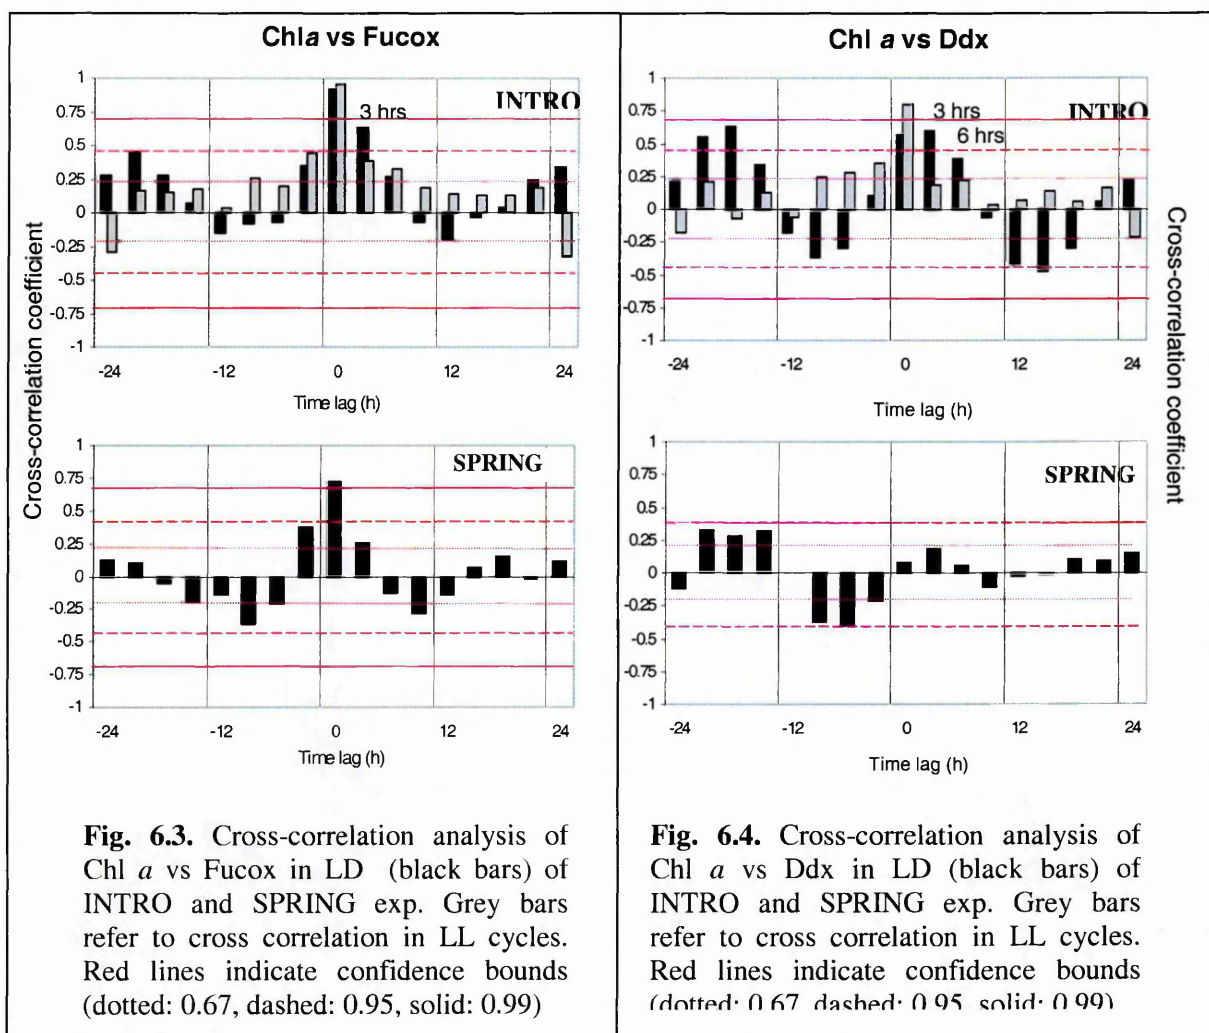 Chla vs Fucox
1
0.75
0.5
0.25
0
-0.25
-0.5
-0.75
-1
INTRO
3 hrs
-24
-12
0
12
24
Time lag (h)
Cross-correlation coefficient
1
0.75
0.5
0.25
0
-0.25
-0.5
-0.75
-1
SPRING
-24
-12
0
12
24
Time lag (h)
Fig. 6.3. Cross-correlation analysis of
Chl a vs Fucox in LD (black bars) of
INTRO and SPRING exp. Grey bars
refer to cross correlation in LL cycles.
Red lines indicate confidence bounds
(dotted: 0.67, dashed: 0.95, solid: 0.99)
Chl a vs Ddx
1
0.75
0.5
0.25
0
-0.25
-0.5
-0.75
-1
INTRO
3 hrs
6 hrs
-24
-12
0
12
24
Time lag (h)
Cross-correlation coefficient
1
0.75
0.5
0.25
0
-0.25
-0.5
-0.75
-1
SPRING
-24
-12
0
12
24
Time lag (h)
Fig. 6.4. Cross-correlation analysis of
Chl a vs Ddx in LD (black bars) of
INTRO and SPRING exp. Grey bars
refer to cross correlation in LL cycles.
Red lines indicate confidence bounds
(dotted: 0.67, dashed: 0.95, solid: 0.99)